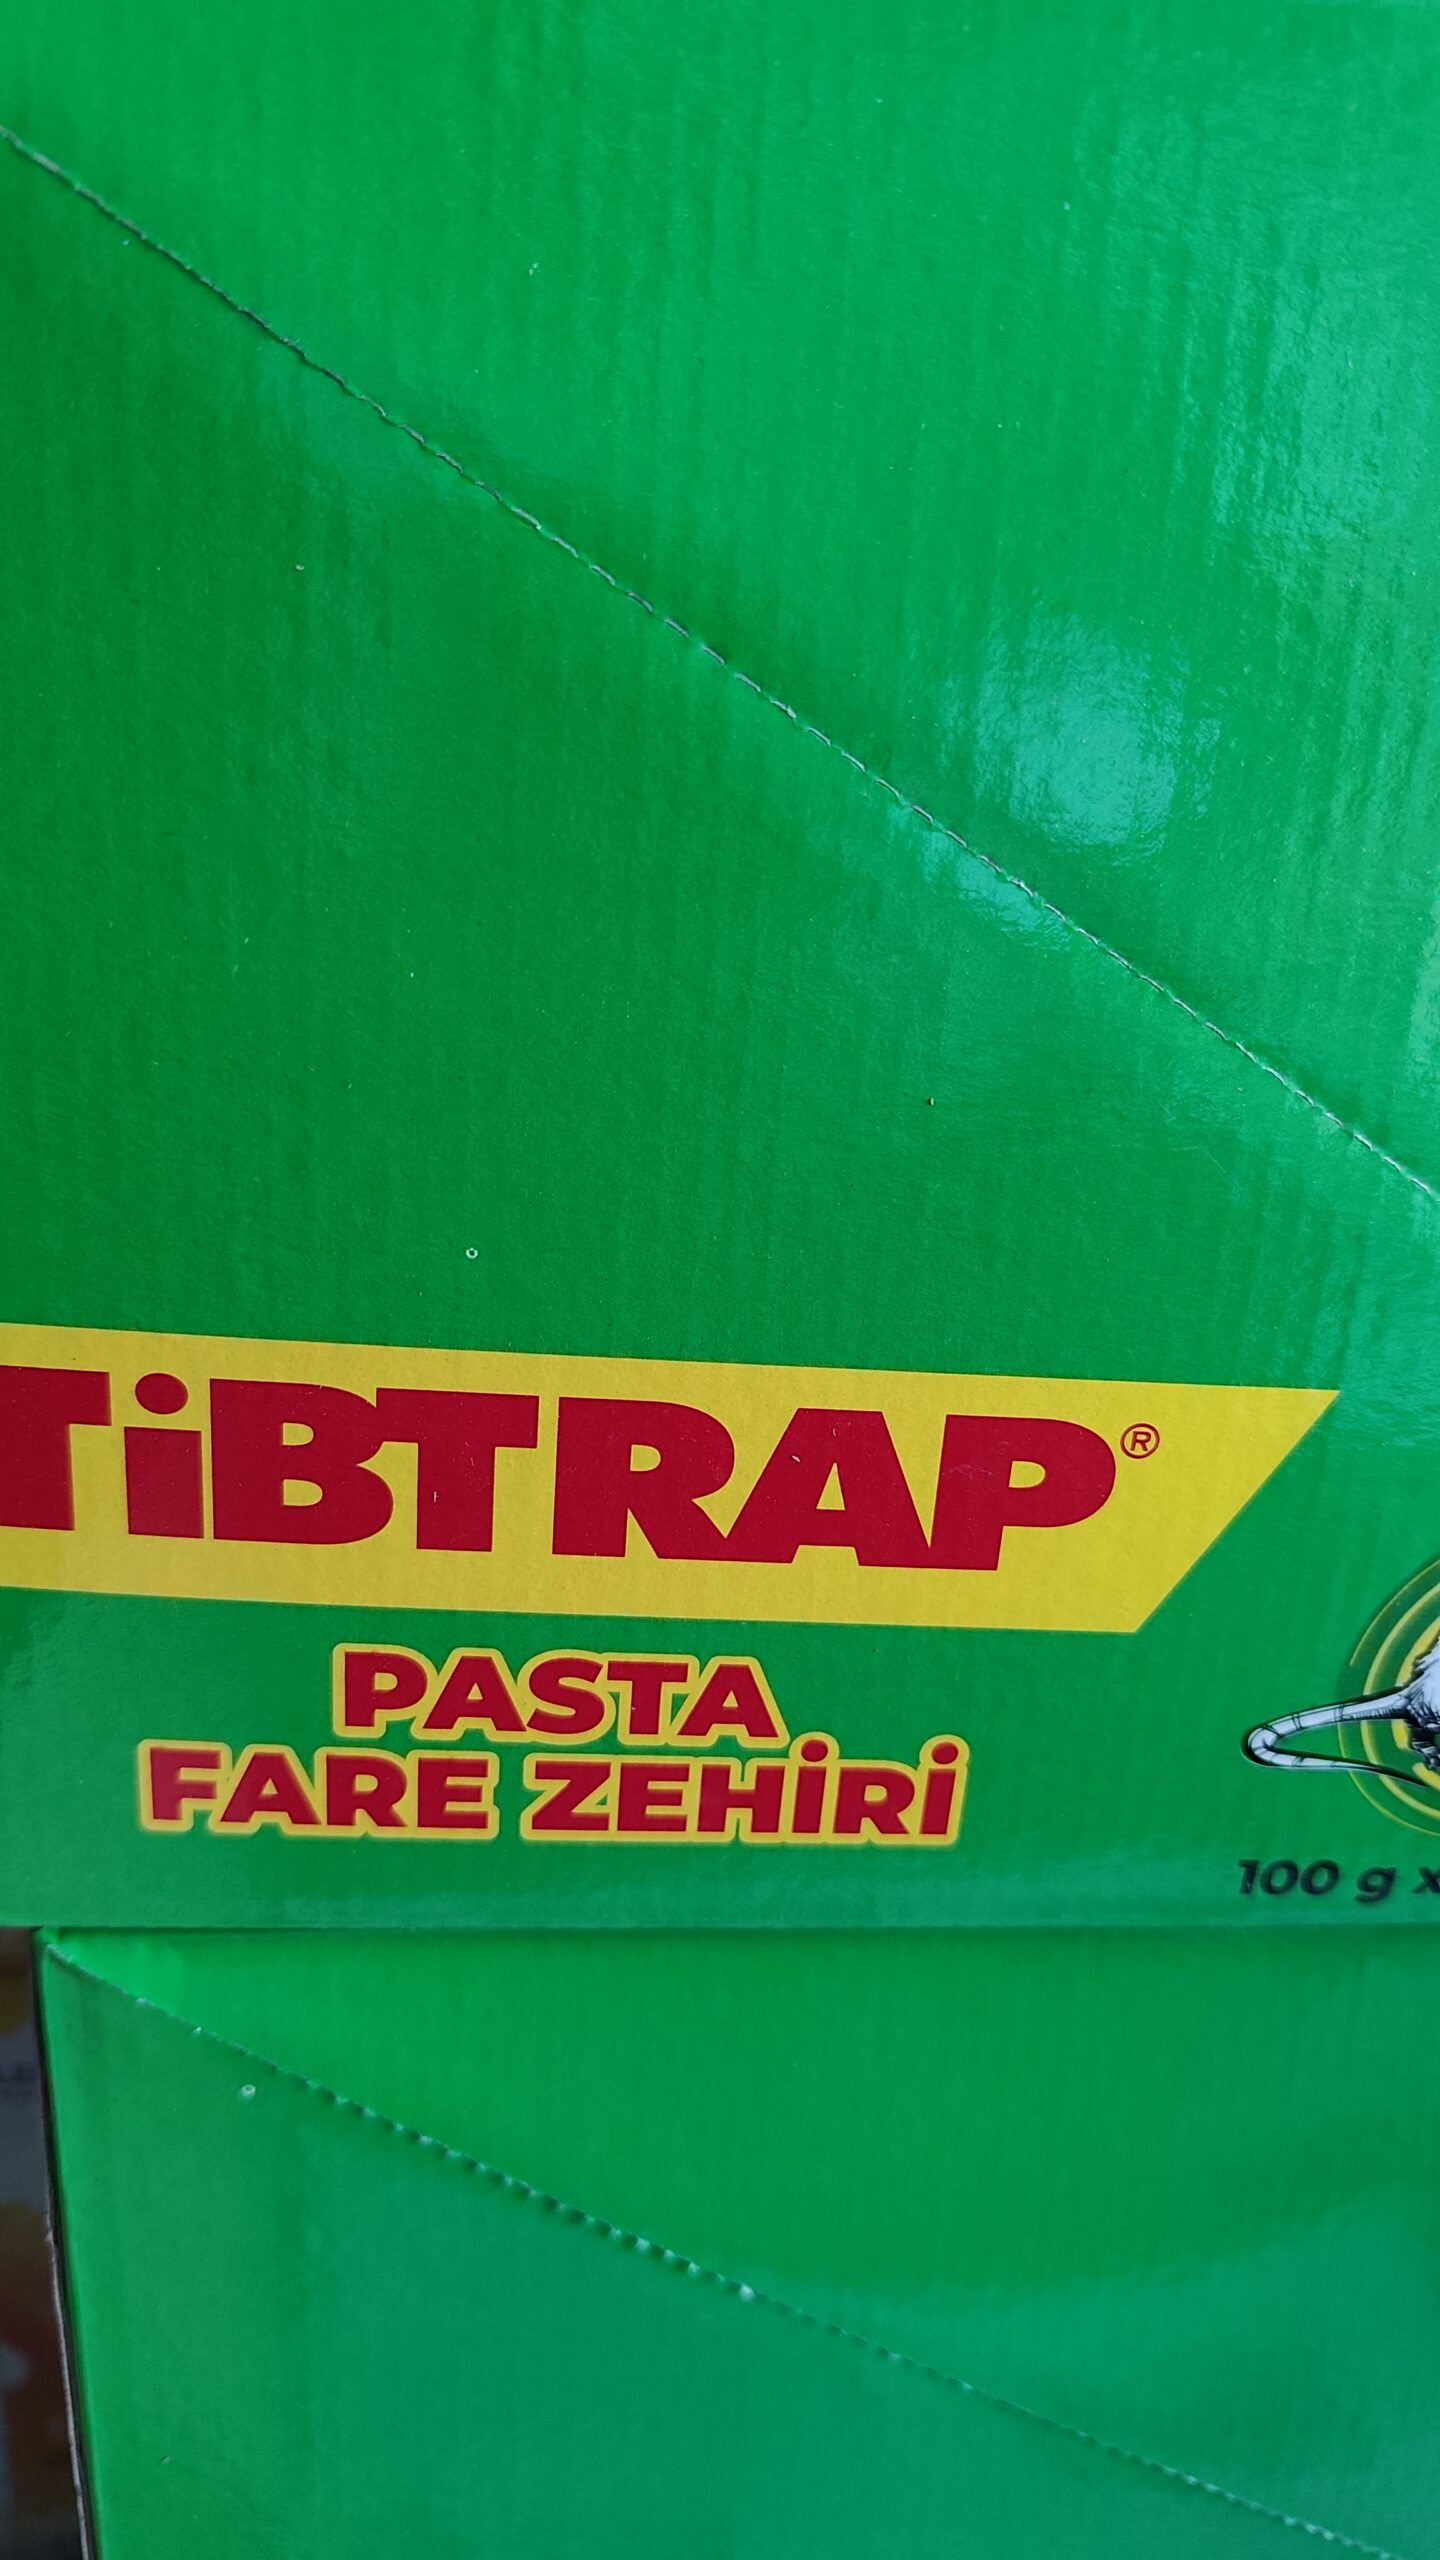 TİBTRAP®
PASTA
FARE ZEHİRİ
100 g x